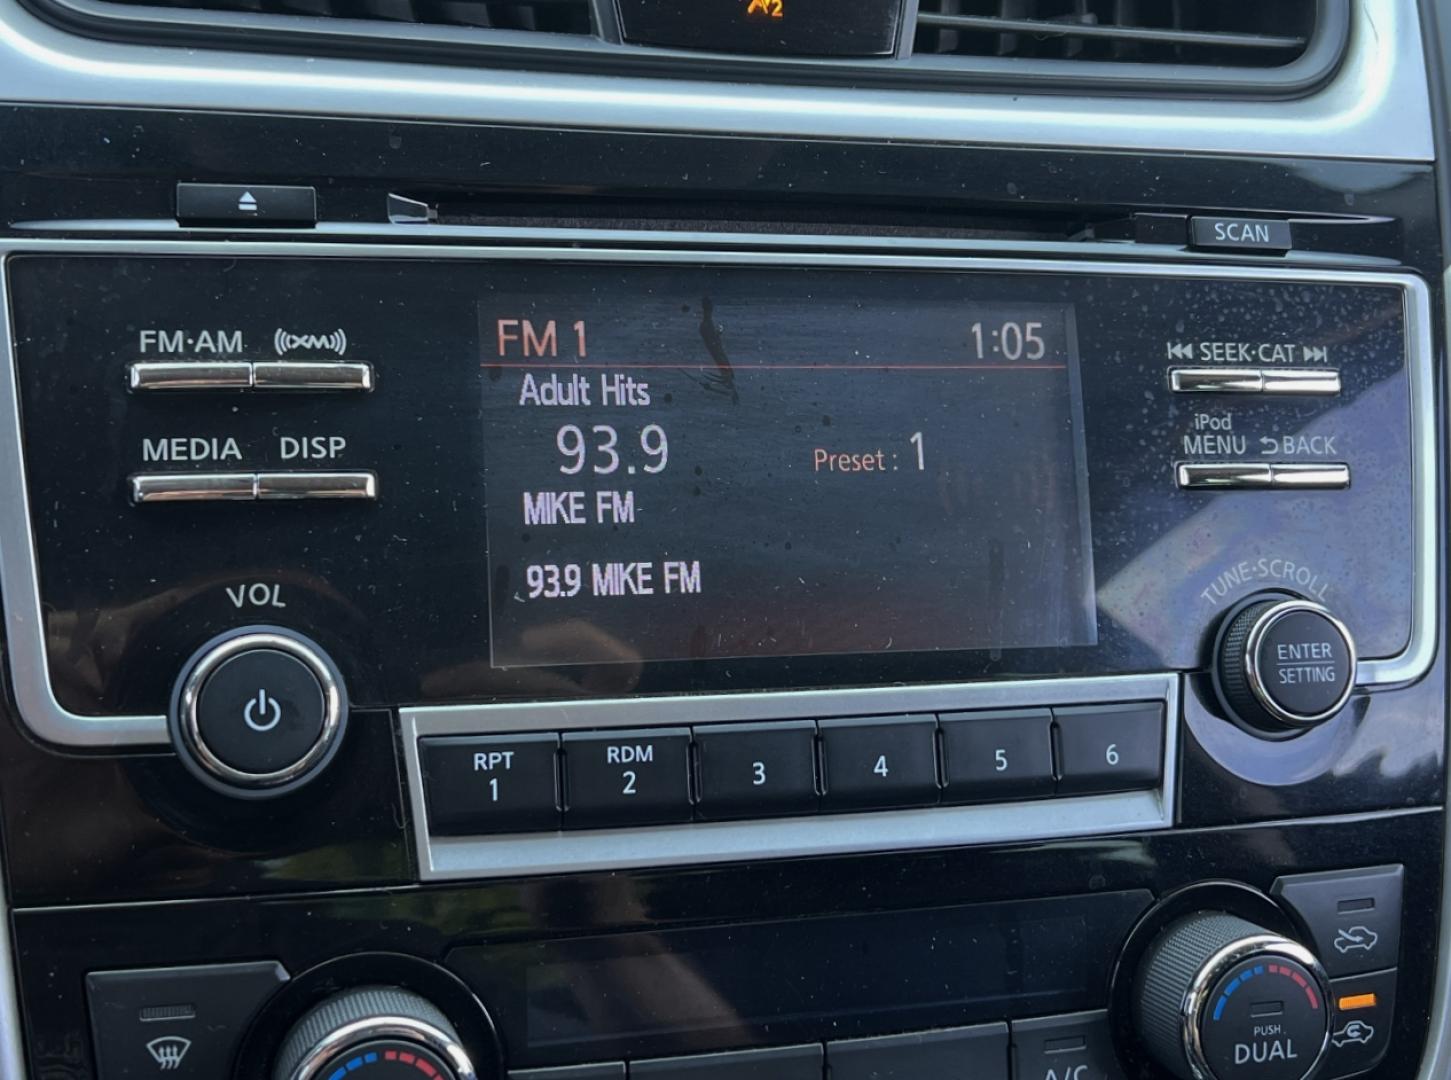 SCAN
FM·AM
XM
FM 1
1:05
SEEK·CAT
Adult Hits
93.9
Preset : 1
iPod
MENU
BACK
MEDIA
DISP
MIKE FM
93.9 MIKE FM
VOL
TUNE·SCROLL
ENTER
SETTING
RPT
1
RDM
2
3
4
5
6
PUSH
DUAL
A/C